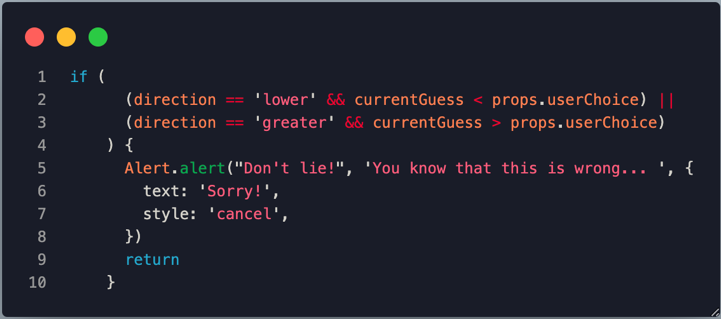 1 if (
2 (direction == 'lower' && currentGuess < props.userChoice) ||
3 (direction == 'greater' && currentGuess > props.userChoice)
4 ) {
5 Alert.alert("Don't lie!", 'You know that this is wrong... ', {
6 text: 'Sorry!',
7 style: 'cancel',
8 })
9 return
10 }